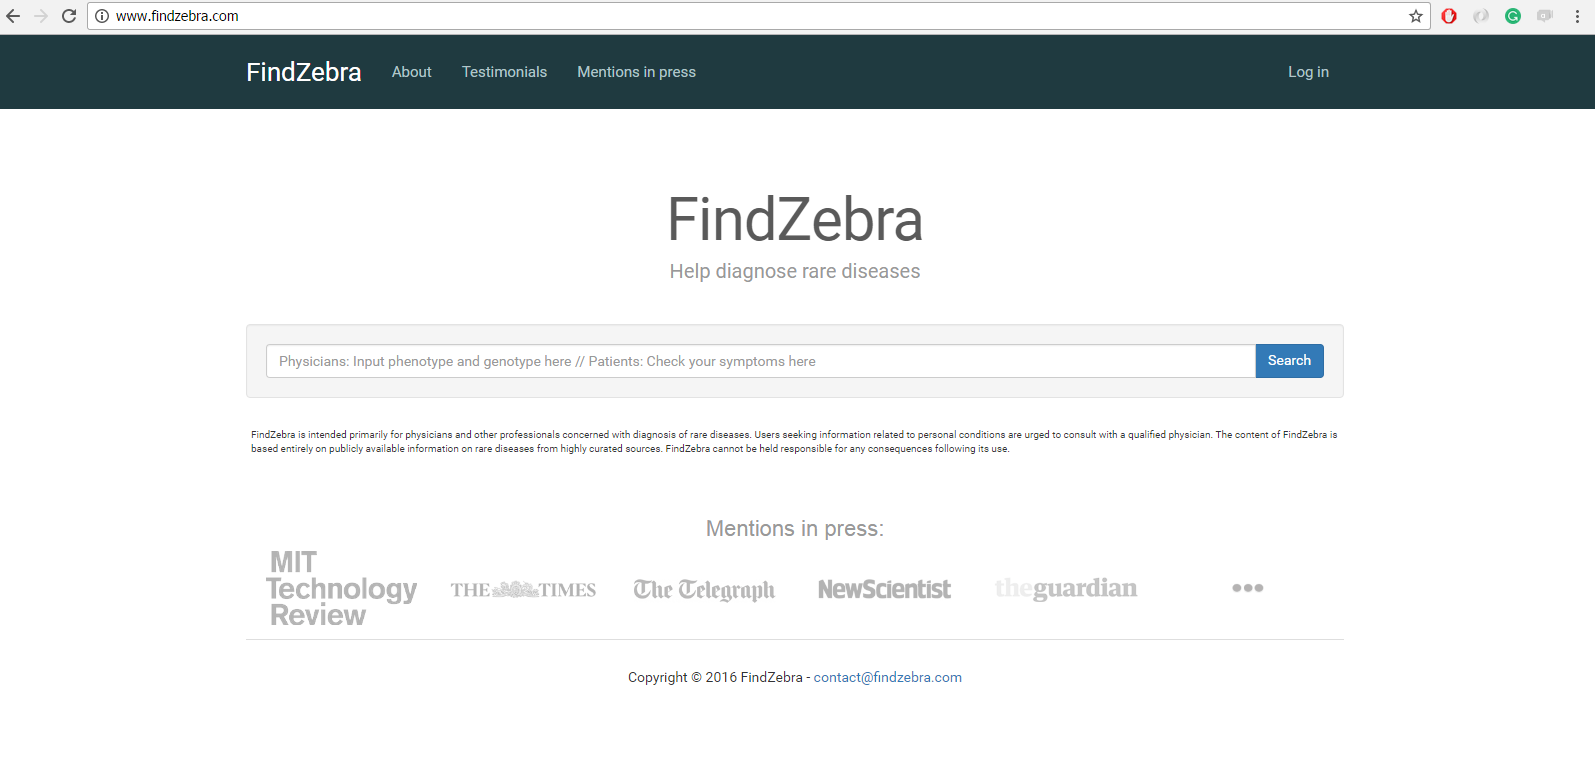 www.findzebra.com
FindZebra About Testimonials Mentions in press Log in
FindZebra
Help diagnose rare diseases
Physicians: Input phenotype and genotype here // Patients: Check your symptoms here Search
FindZebra is intended primarily for physicians and other professionals concerned with diagnosis of rare diseases. Users seeking information related to personal conditions are urged to consult with a qualified physician. The content of FindZebra is
based entirely on publicly available information on rare diseases from highly curated sources. FindZebra cannot be held responsible for any consequences following its use.
Mentions in press:
MIT
Technology
Review
THE TIMES
The Telegraph
NewScientist
theguardian
•••
Copyright © 2016 FindZebra - contact@findzebra.com